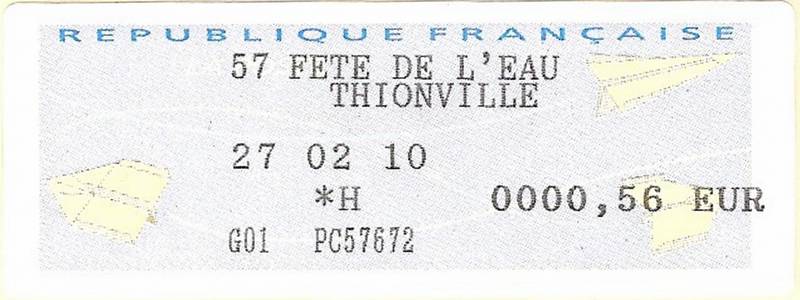 REPUBLIQUE FRANÇAISE
57 FETE DE L'EAU
THIONVILLE
27 02 10
*H 0000,56 EUR
G01 PC57672